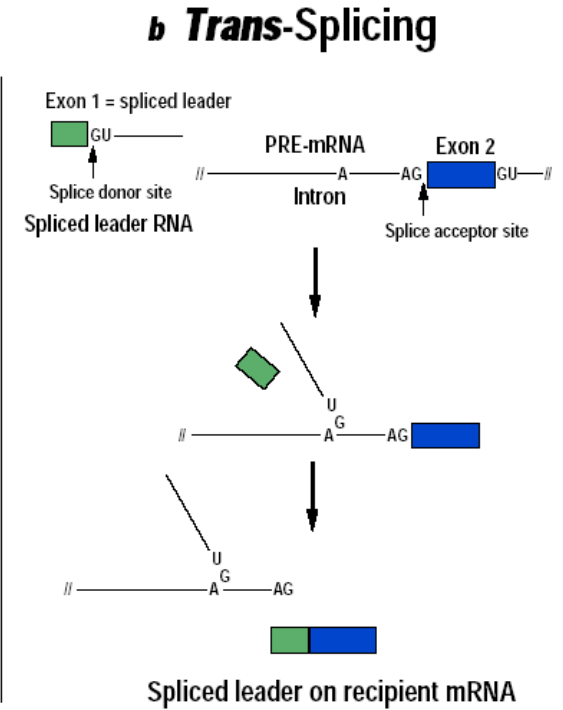 b Trans-Splicing
Exon 1 = spliced leader
GU
Splice donor site
Spliced leader RNA
PRE-mRNA
Exon 2
// A AG GU //
Intron
Splice acceptor site
U
G
// A AG
U
G
// A AG
Spliced leader on recipient mRNA